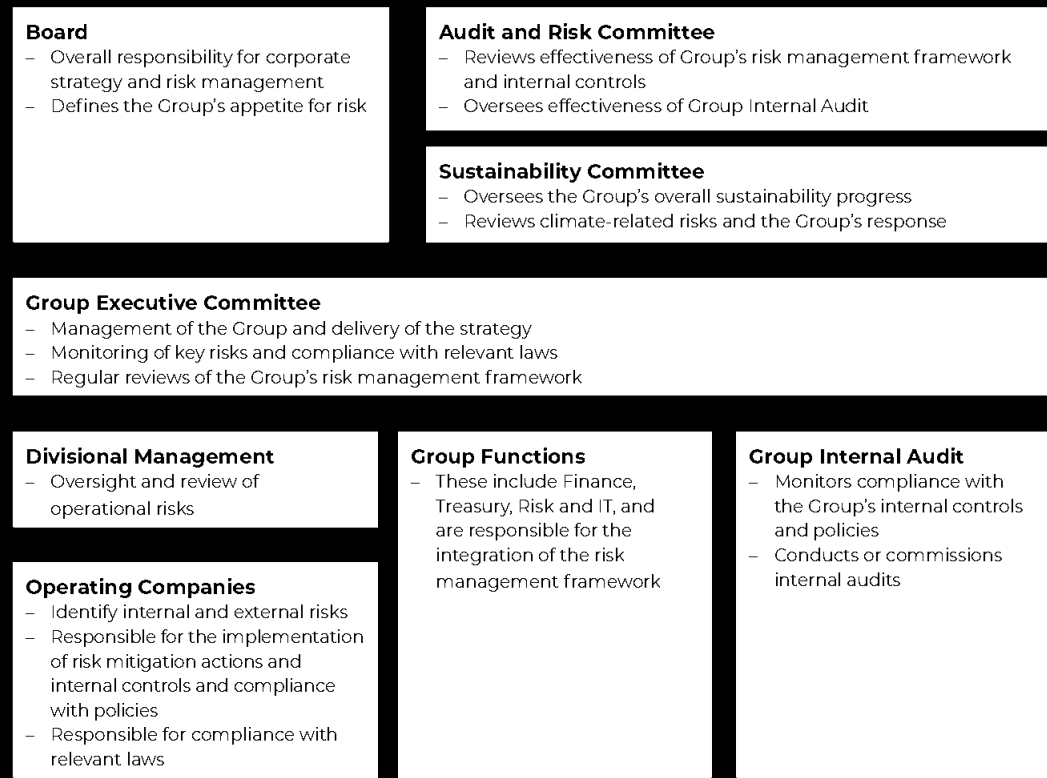 Board
– Overall responsibility for corporate
strategy and risk management
– Defines the Group’s appetite for risk
Audit and Risk Committee
– Reviews effectiveness of Group’s risk management framework
and internal controls
– Oversees effectiveness of Group Internal Audit
Sustainability Committee
– Oversees the Group’s overall sustainability progress
– Reviews climate-related risks and the Group’s response
Group Executive Committee
– Management of the Group and delivery of the strategy
– Monitoring of key risks and compliance with relevant laws
– Regular reviews of the Group’s risk management framework
Divisional Management
– Oversight and review of
operational risks
Operating Companies
– Identify internal and external risks
– Responsible for the implementation
of risk mitigation actions and
internal controls and compliance
with policies
– Responsible for compliance with
relevant laws
Group Functions
– These include Finance,
Treasury, Risk and IT, and
are responsible for the
integration of the risk
management framework
Group Internal Audit
– Monitors compliance with
the Group’s internal controls
and policies
– Conducts or commissions
internal audits